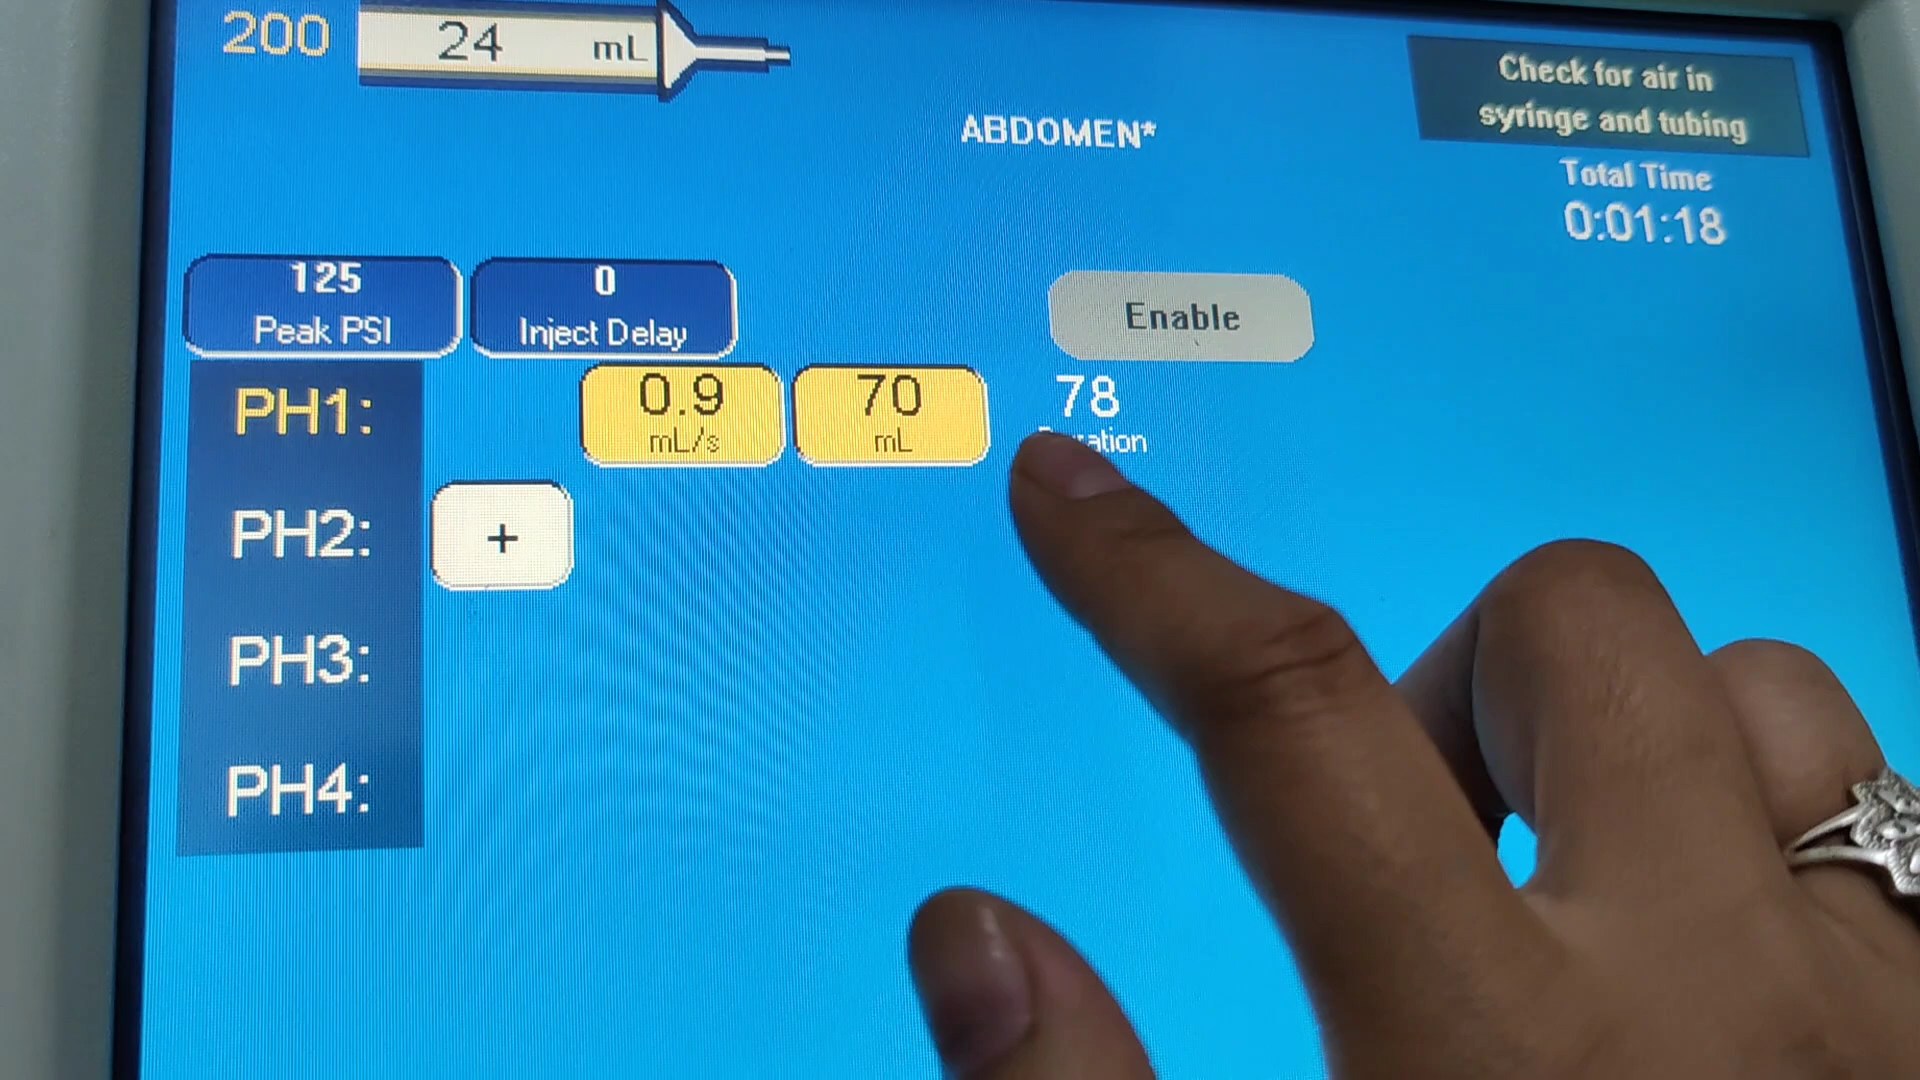 200 24 mL
Check for air in
syringe and tubing
ABDOMEN*
Total Time
0:01:18
125
Peak PSI
0
Inject Delay
Enable
PH1: 0.9 mL/s 70 mL 78
PH2: +
PH3:
PH4: